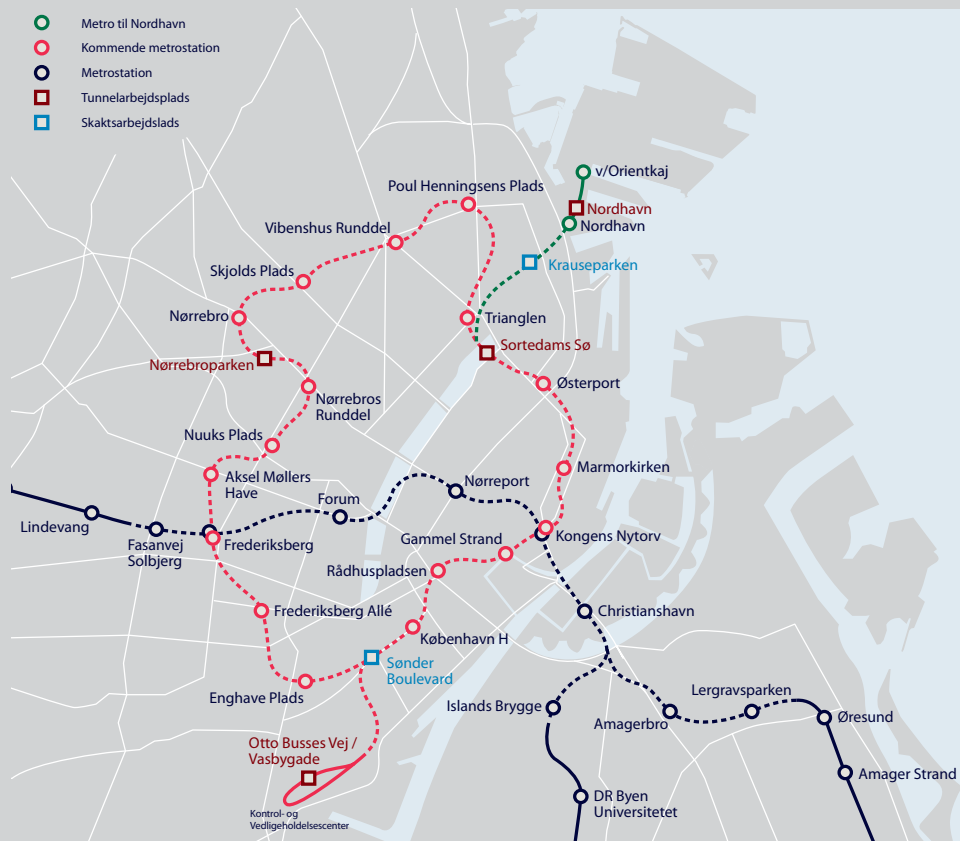 Metro til Nordhavn
Kommende metrostation
Metrostation
Tunnelarbejdsplads
Skaktsarbejdslads
v/Orientkaj
Poul Henningsens Plads
Nordhavn
Nordhavn
Vibenshus Runddel
Krauseparken
Skjolds Plads
Nørrebro
Trianglen
Sortedams Sø
Nørrebroparken
Østerport
Nørrebros
Runddel
Nuuks Plads
Marmorkirken
Aksel Møllers
Have
Nørreport
Forum
Lindevang
Fasanvej
Solbjerg
Frederiksberg
Gammel Strand
Kongens Nytorv
Rådhuspladsen
Frederiksberg Allé
Christianshavn
København H
Sønder
Boulevard
Enghave Plads
Islands Brygge
Lergravsparken
Amagerbro
Øresund
Otto Busses Vej /
Vasbygade
Amager Strand
DR Byen
Universitetet
Kontrol- og
Vedligeholdelsescenter